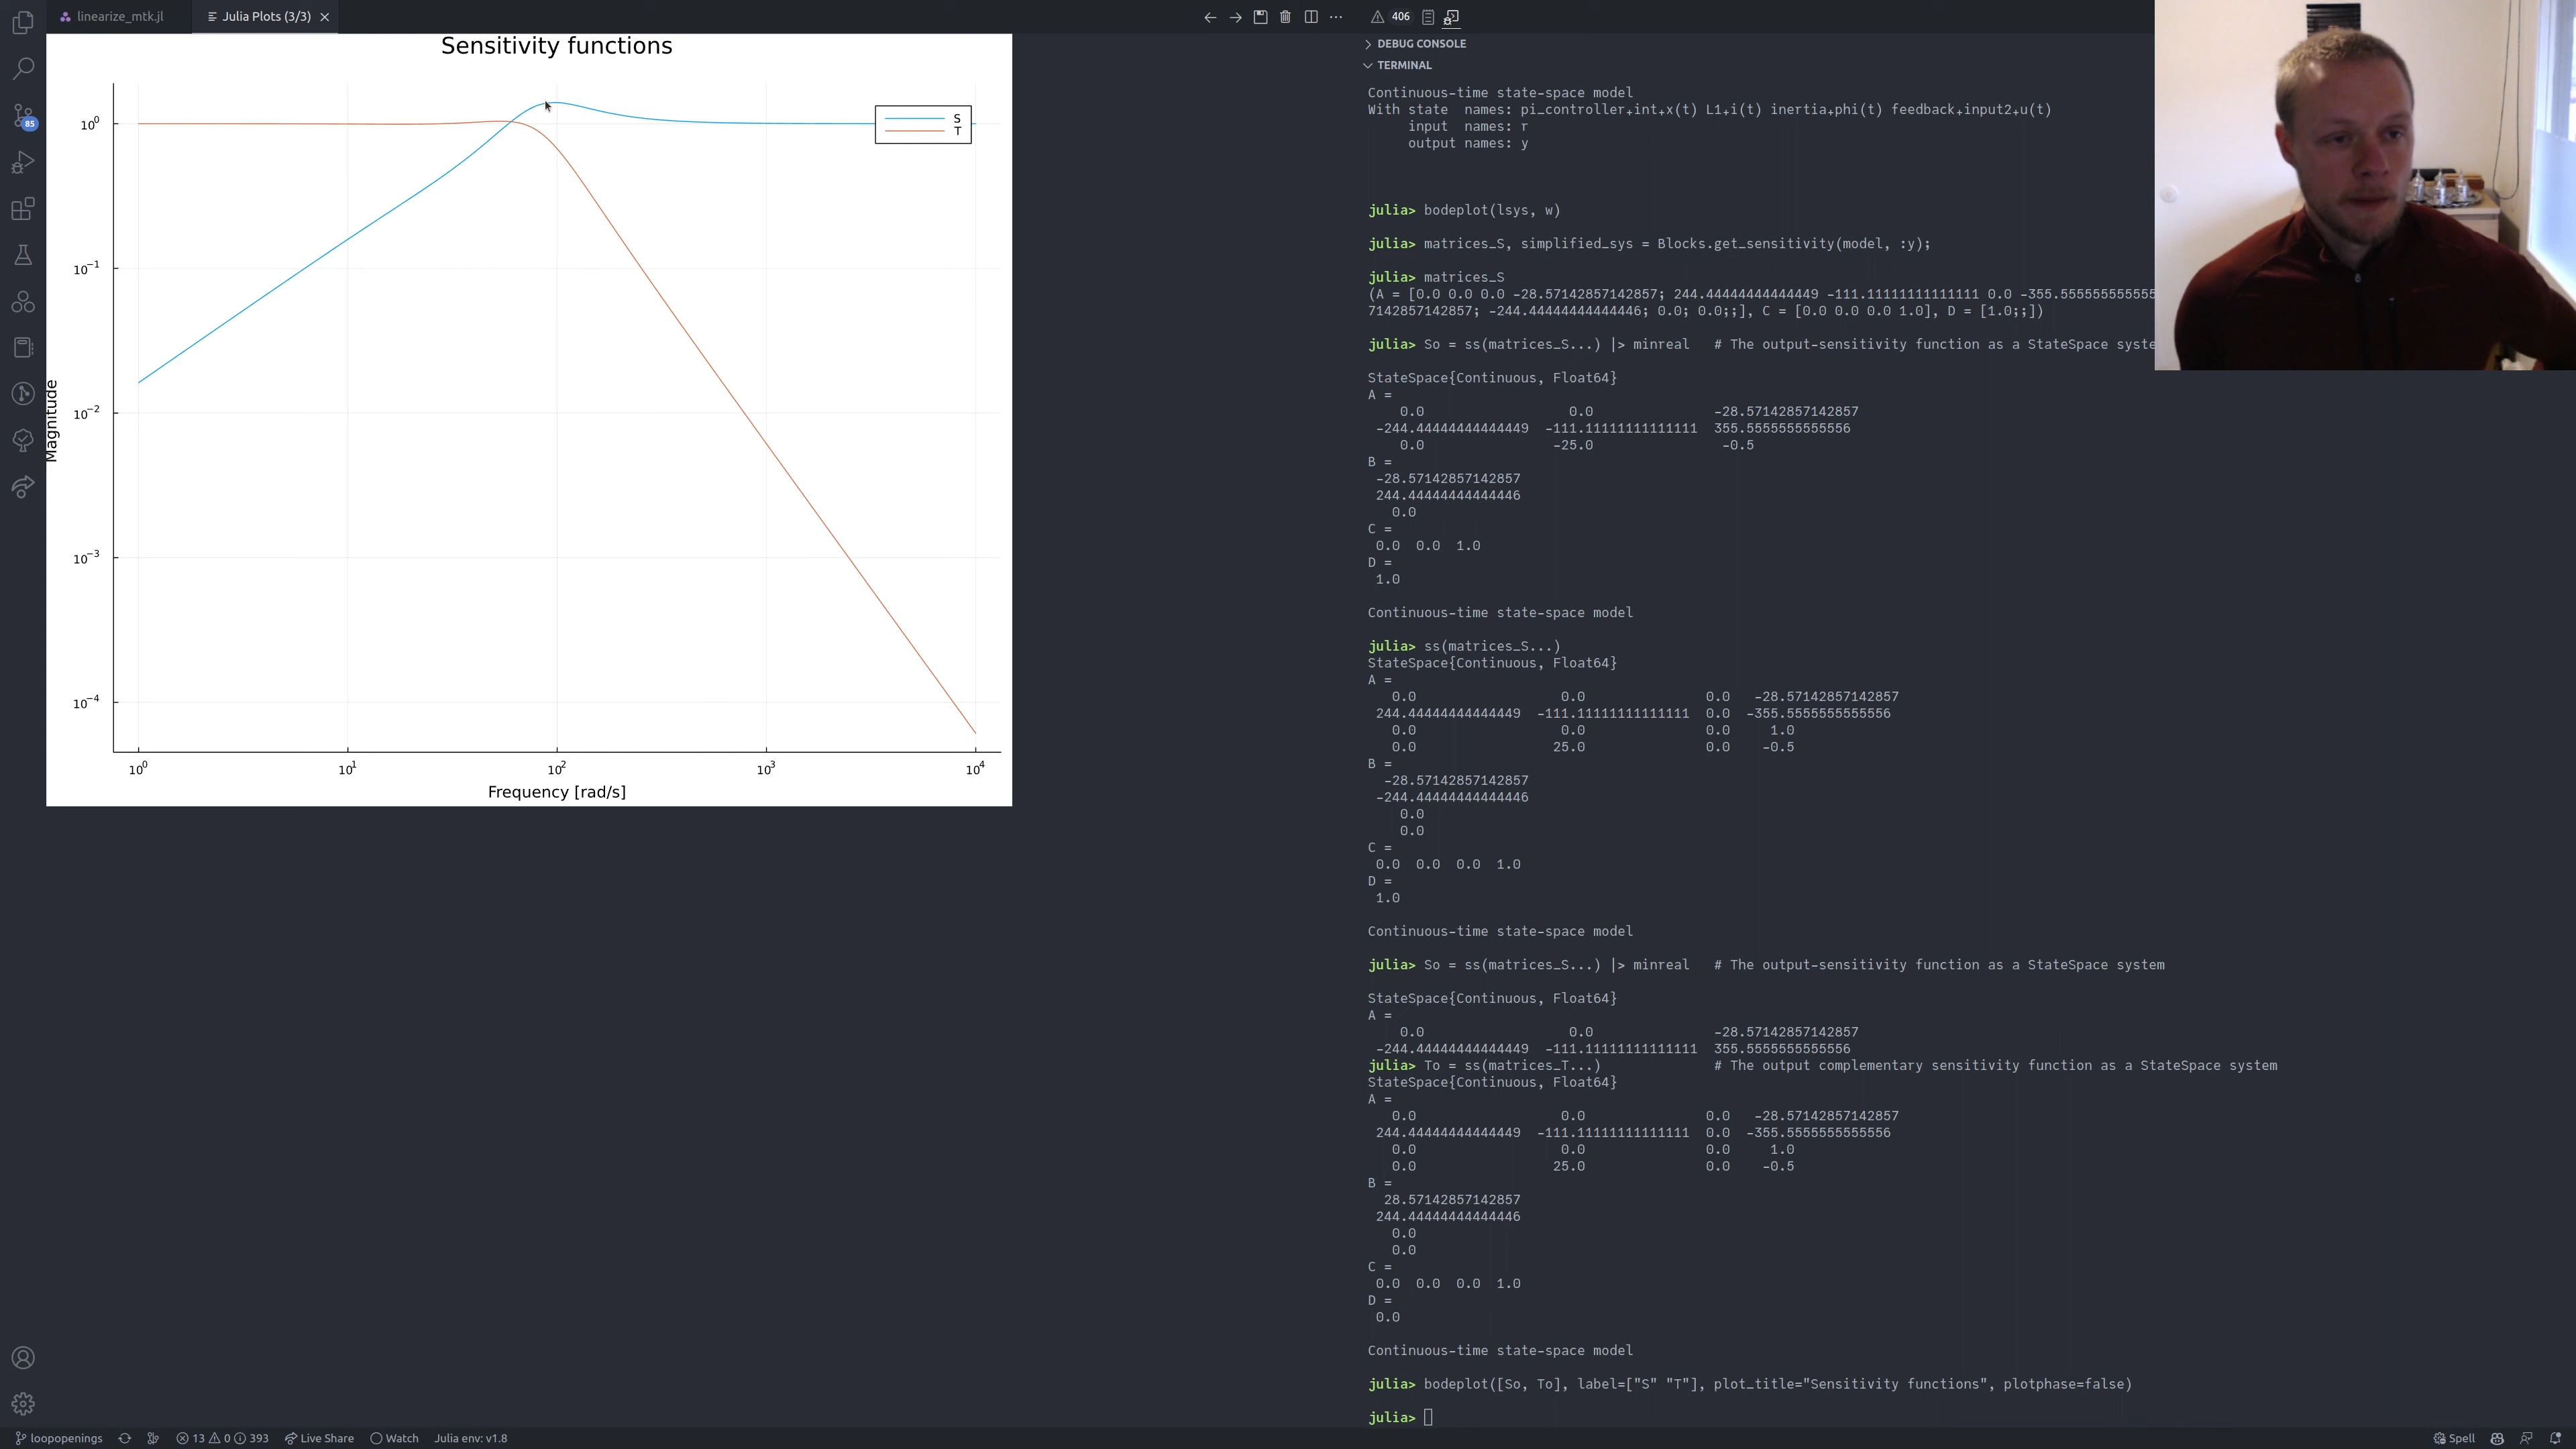 linearize_mtk.jl
Julia Plots (3/3)
406
DEBUG CONSOLE
TERMINAL
85
Sensitivity functions
S
T
10^0
10^-1
10^-2
10^-3
10^-4
Magnitude
10^0
10^1
10^2
10^3
10^4
Frequency [rad/s]
Continuous-time state-space model
With state  names: pi_controller₊int₊x(t) L1₊i(t) inertia₊phi(t) feedback₊input2₊u(t)
input  names: r
output names: y
julia> bodeplot(lsys, w)
julia> matrices_S, simplified_sys = Blocks.get_sensitivity(model, :y);
julia> matrices_S
(A = [0.0 0.0 0.0 -28.57142857142857; 244.44444444444449 -111.11111111111111 0.0 -355.555555555555
7142857142857; -244.44444444444446; 0.0; 0.0;;], C = [0.0 0.0 0.0 1.0], D = [1.0;;])
julia> So = ss(matrices_S...) |> minreal   # The output-sensitivity function as a StateSpace syste
StateSpace{Continuous, Float64}
A =
0.0 0.0 -28.57142857142857
-244.44444444444449 -111.11111111111111 355.5555555555556
0.0 -25.0 -0.5
B =
-28.57142857142857
244.44444444444446
0.0
C =
0.0 0.0 1.0
D =
1.0
Continuous-time state-space model
julia> ss(matrices_S...)
StateSpace{Continuous, Float64}
A =
0.0 0.0 0.0 -28.57142857142857
244.44444444444449 -111.11111111111111 0.0 -355.5555555555556
0.0 0.0 0.0 1.0
0.0 25.0 0.0 -0.5
B =
-28.57142857142857
-244.44444444444446
0.0
0.0
C =
0.0 0.0 0.0 1.0
D =
1.0
Continuous-time state-space model
julia> So = ss(matrices_S...) |> minreal   # The output-sensitivity function as a StateSpace system
StateSpace{Continuous, Float64}
A =
0.0 0.0 -28.57142857142857
-244.44444444444449 -111.11111111111111 355.5555555555556
julia> To = ss(matrices_T...)   # The output complementary sensitivity function as a StateSpace system
StateSpace{Continuous, Float64}
A =
0.0 0.0 0.0 -28.57142857142857
244.44444444444449 -111.11111111111111 0.0 -355.5555555555556
0.0 0.0 0.0 1.0
0.0 25.0 0.0 -0.5
B =
28.57142857142857
244.44444444444446
0.0
0.0
C =
0.0 0.0 0.0 1.0
D =
0.0
Continuous-time state-space model
julia> bodeplot([So, To], label=["S" "T"], plot_title="Sensitivity functions", plotphase=false)
julia>
loopopenings 13 0 393 Live Share Watch Julia env: v1.8 Spell